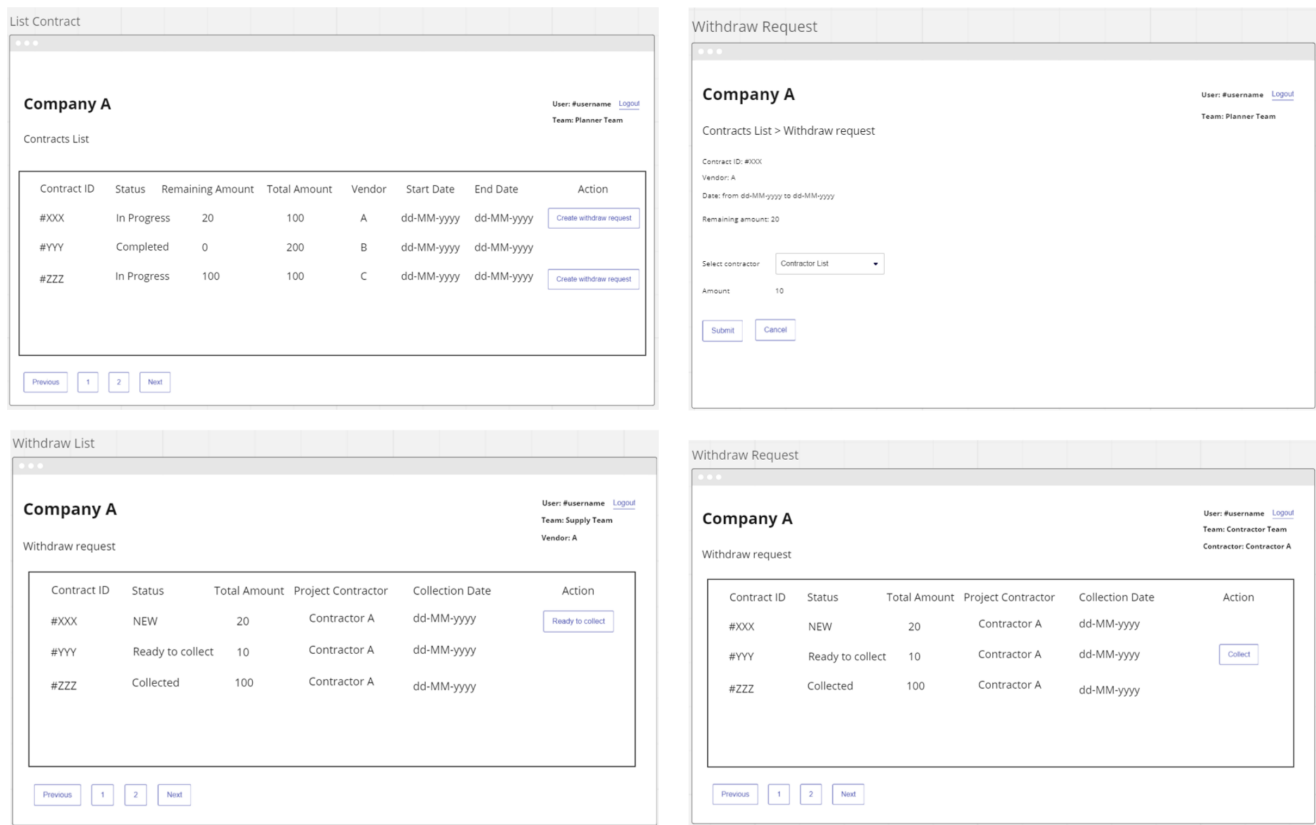 List Contract
Company A
User: #username Logout
Team: Planner Team
Contracts List
Contract ID Status Remaining Amount Total Amount Vendor Start Date End Date Action
#XXX In Progress 20 100 A dd-MM-yyyy dd-MM-yyyy Create withdraw request
#YYY Completed 0 200 B dd-MM-yyyy dd-MM-yyyy
#ZZZ In Progress 100 100 C dd-MM-yyyy dd-MM-yyyy Create withdraw request
Previous 1 2 Next
Withdraw Request
Company A
User: #username Logout
Team: Planner Team
Contracts List > Withdraw request
Contract ID: #XXX
Vendor: A
Date: from dd-MM-yyyy to dd-MM-yyyy
Remaining amount: 20
Select contractor Contractor List
Amount 10
Submit Cancel
Withdraw List
Company A
User: #username Logout
Team: Supply Team
Vendor: A
Withdraw request
Contract ID Status Total Amount Project Contractor Collection Date Action
#XXX NEW 20 Contractor A dd-MM-yyyy Ready to collect
#YYY Ready to collect 10 Contractor A dd-MM-yyyy
#ZZZ Collected 100 Contractor A dd-MM-yyyy
Previous 1 2 Next
Withdraw Request
Company A
User: #username Logout
Team: Contractor Team
Contractor: Contractor A
Withdraw request
Contract ID Status Total Amount Project Contractor Collection Date Action
#XXX NEW 20 Contractor A dd-MM-yyyy
#YYY Ready to collect 10 Contractor A dd-MM-yyyy Collect
#ZZZ Collected 100 Contractor A dd-MM-yyyy
Previous 1 2 Next